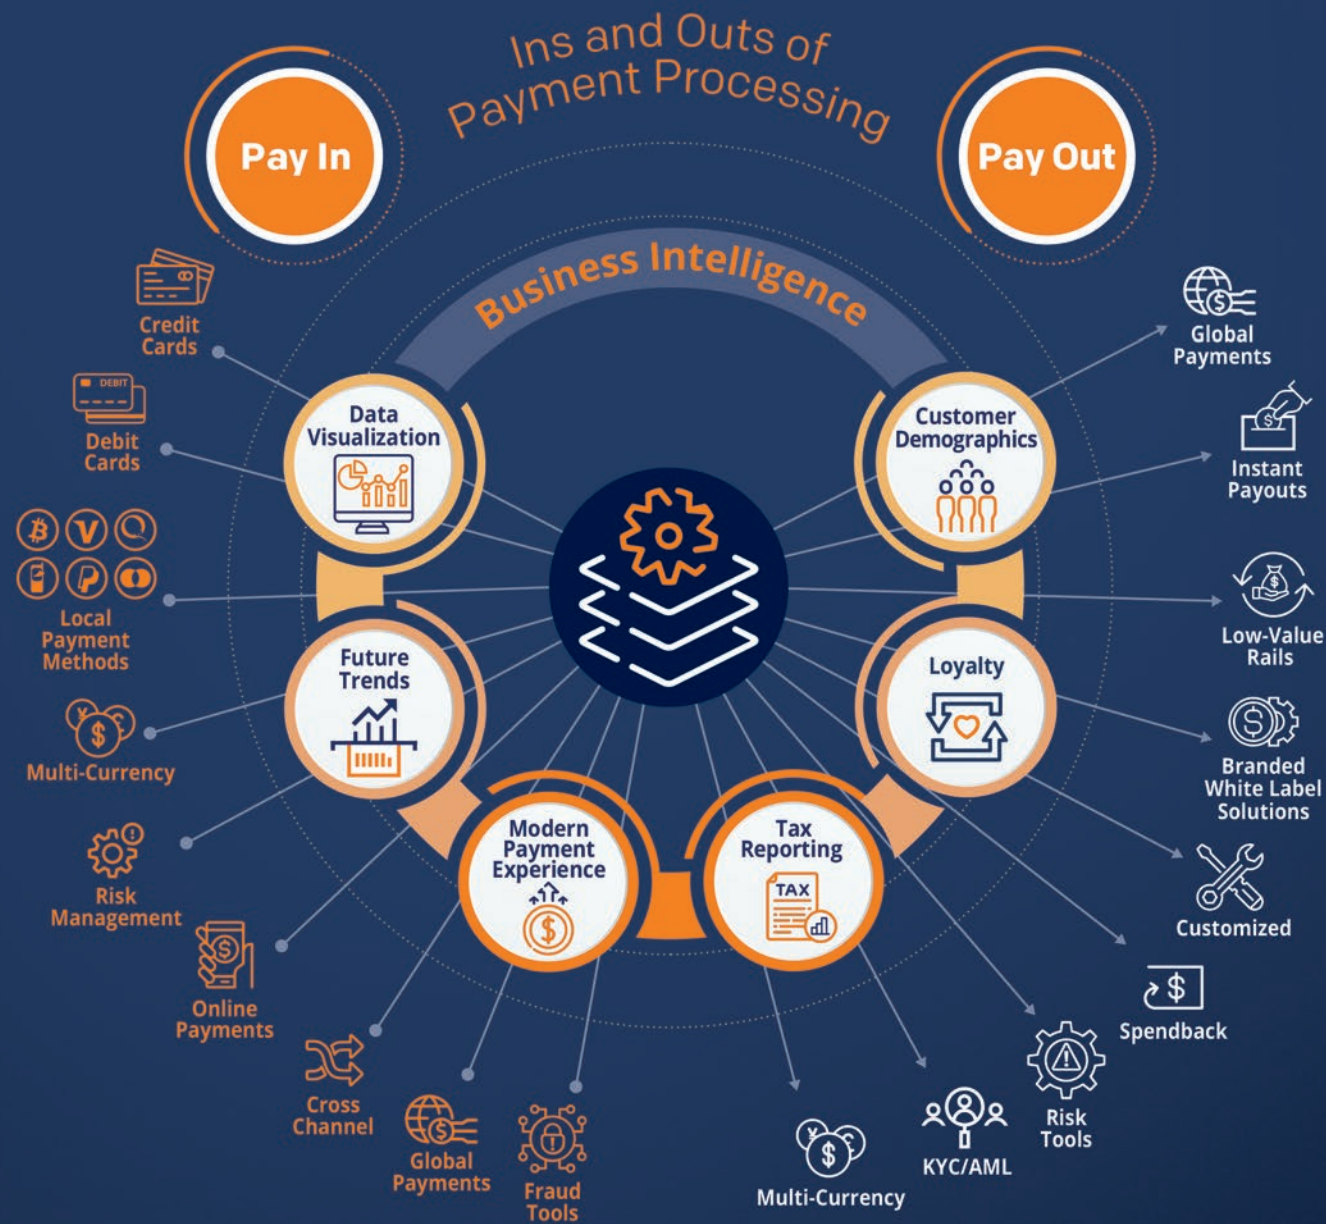 Ins and Outs of
Payment Processing
Pay In
Pay Out
Business Intelligence
Credit
Cards
DEBIT
Debit
Cards
Local
Payment
Methods
Multi-Currency
Risk
Management
Online
Payments
Cross
Channel
Global
Payments
Fraud
Tools
Data
Visualization
Future
Trends
Modern
Payment
Experience
Tax
Reporting
TAX
Loyalty
Customer
Demographics
Global
Payments
Instant
Payouts
Low-Value
Rails
Branded
White Label
Solutions
Customized
Spendback
Risk
Tools
KYC/AML
Multi-Currency